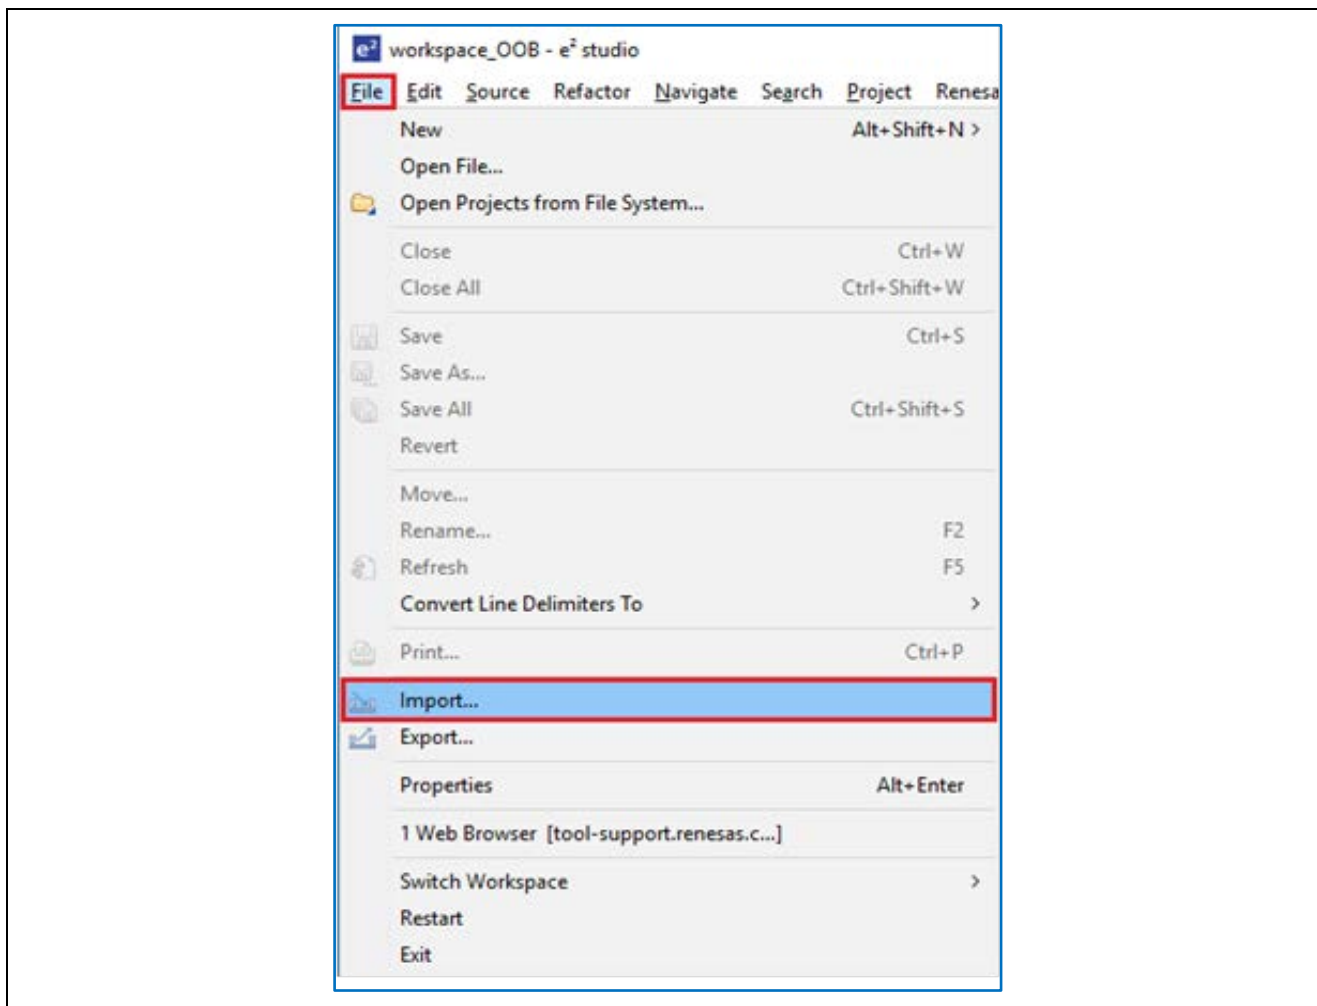 e² workspace_OOB - e² studio
File Edit Source Refactor Navigate Search Project Renesa
New Alt+Shift+N >
Open File...
Open Projects from File System...
Close Ctrl+W
Close All Ctrl+Shift+W
Save Ctrl+S
Save As...
Save All Ctrl+Shift+S
Revert
Move...
Rename... F2
Refresh F5
Convert Line Delimiters To >
Print... Ctrl+P
Import...
Export...
Properties Alt+Enter
1 Web Browser [tool-support.renesas.c...]
Switch Workspace >
Restart
Exit